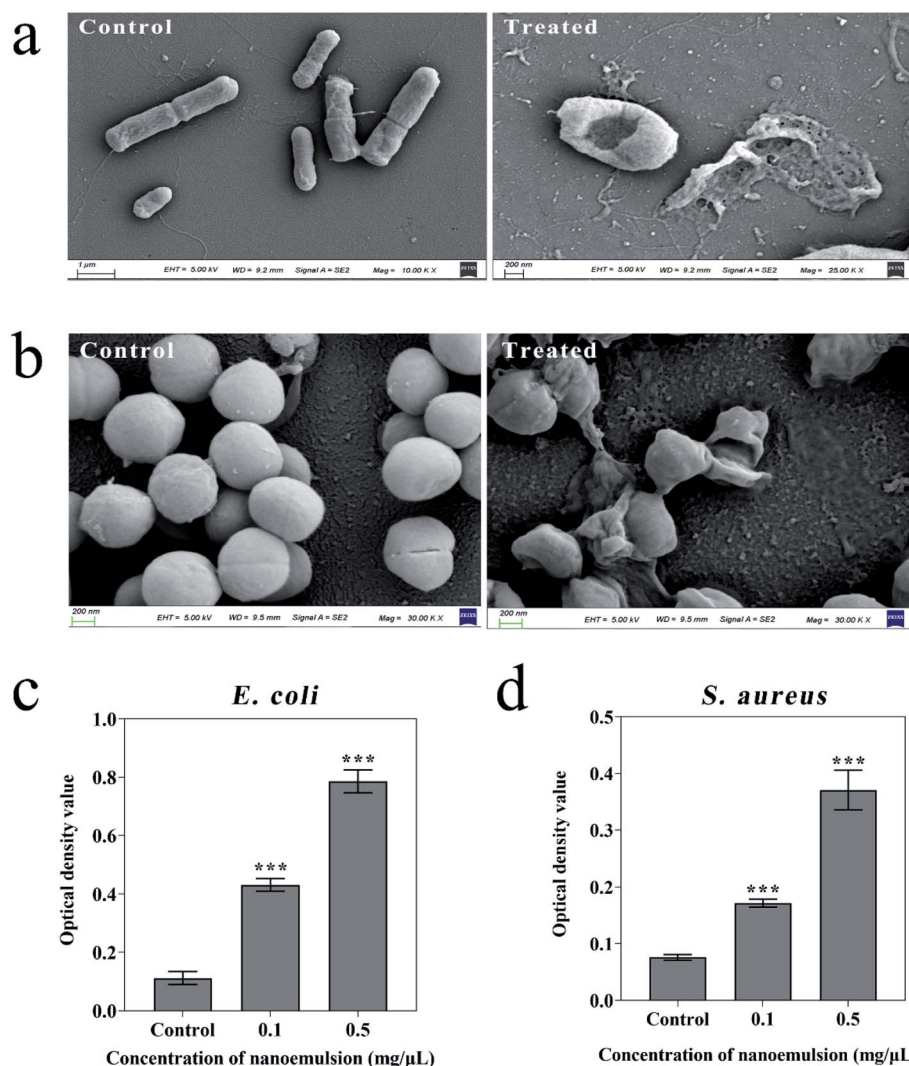 a
Control
Treated
1 µm
EHT = 5.00 kV WD = 9.2 mm Signal A = SE2 Mag = 10.00 K X ZEISS
200 nm
EHT = 5.00 kV WD = 9.2 mm Signal A = SE2 Mag = 25.00 K X ZEISS
b
Control
Treated
200 nm
EHT = 5.00 kV WD = 9.5 mm Signal A = SE2 Mag = 30.00 K X ZEISS
200 nm
EHT = 5.00 kV WD = 9.5 mm Signal A = SE2 Mag = 30.00 K X ZEISS
c
E. coli
Optical density value
1.0
0.8
0.6
0.4
0.2
0.0
***
***
Control 0.1 0.5
Concentration of nanoemulsion (mg/µL)
d
S. aureus
Optical density value
0.5
0.4
0.3
0.2
0.1
0.0
***
***
Control 0.1 0.5
Concentration of nanoemulsion (mg/µL